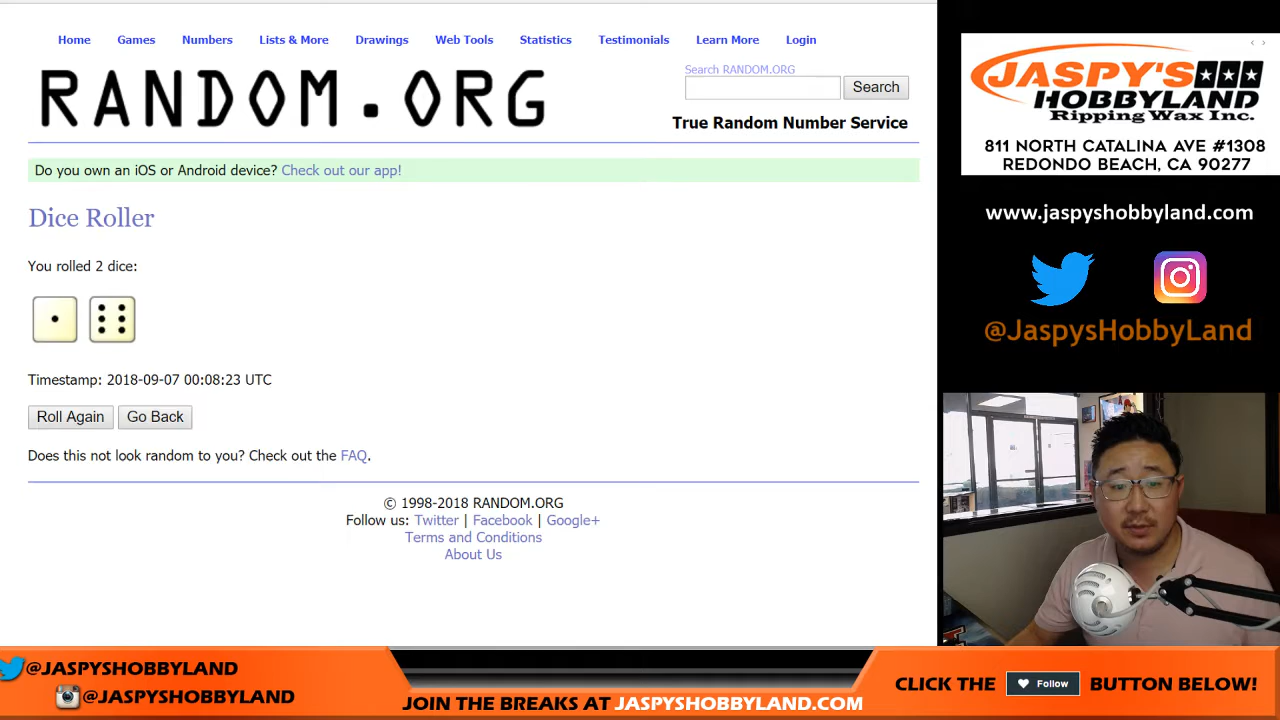 Home Games Numbers Lists & More Drawings Web Tools Statistics Testimonials Learn More Login
RANDOM.ORG
Search RANDOM.ORG
Search
True Random Number Service
Do you own an iOS or Android device? Check out our app!
Dice Roller
You rolled 2 dice:
Timestamp: 2018-09-07 00:08:23 UTC
Roll Again Go Back
Does this not look random to you? Check out the FAQ.
© 1998-2018 RANDOM.ORG
Follow us: Twitter | Facebook | Google+
Terms and Conditions
About Us
JASPY'S
HOBBYLAND
Ripping Wax Inc.
811 NORTH CATALINA AVE #1308
REDONDO BEACH, CA 90277
www.jaspyshobbyland.com
@JaspysHobbyLand
@JASPYSHOBBYLAND
@JASPYSHOBBYLAND
JOIN THE BREAKS AT JASPYSHOBBYLAND.COM
CLICK THE Follow BUTTON BELOW!